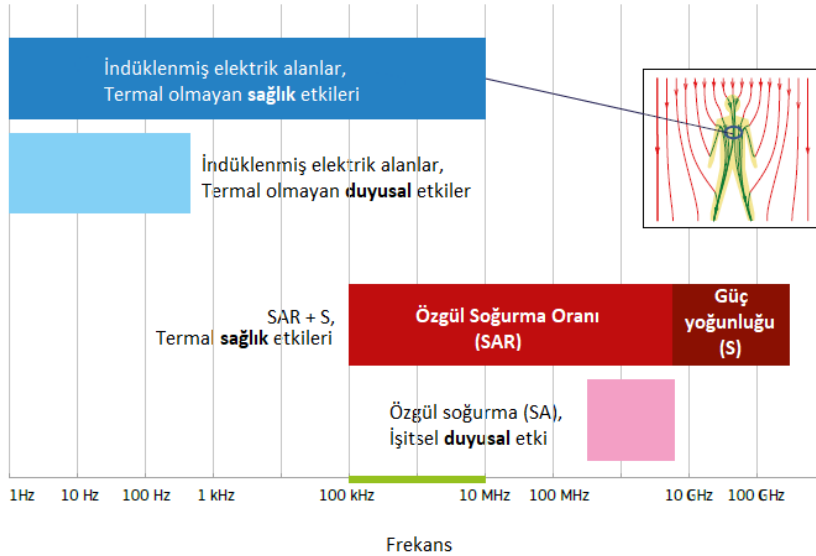 İndüklenmiş elektrik alanlar,
Termal olmayan sağlık etkileri
İndüklenmiş elektrik alanlar,
Termal olmayan duyusal etkiler
SAR + S,
Termal sağlık etkileri
Özgül Soğurma Oranı
(SAR)
Güç
yoğunluğu
(S)
Özgül soğurma (SA),
İşitsel duyusal etki
1Hz 10 Hz 100 Hz 1 kHz 100 kHz 10 MHz 100 MHz 10 GHz 100 GHz
Frekans